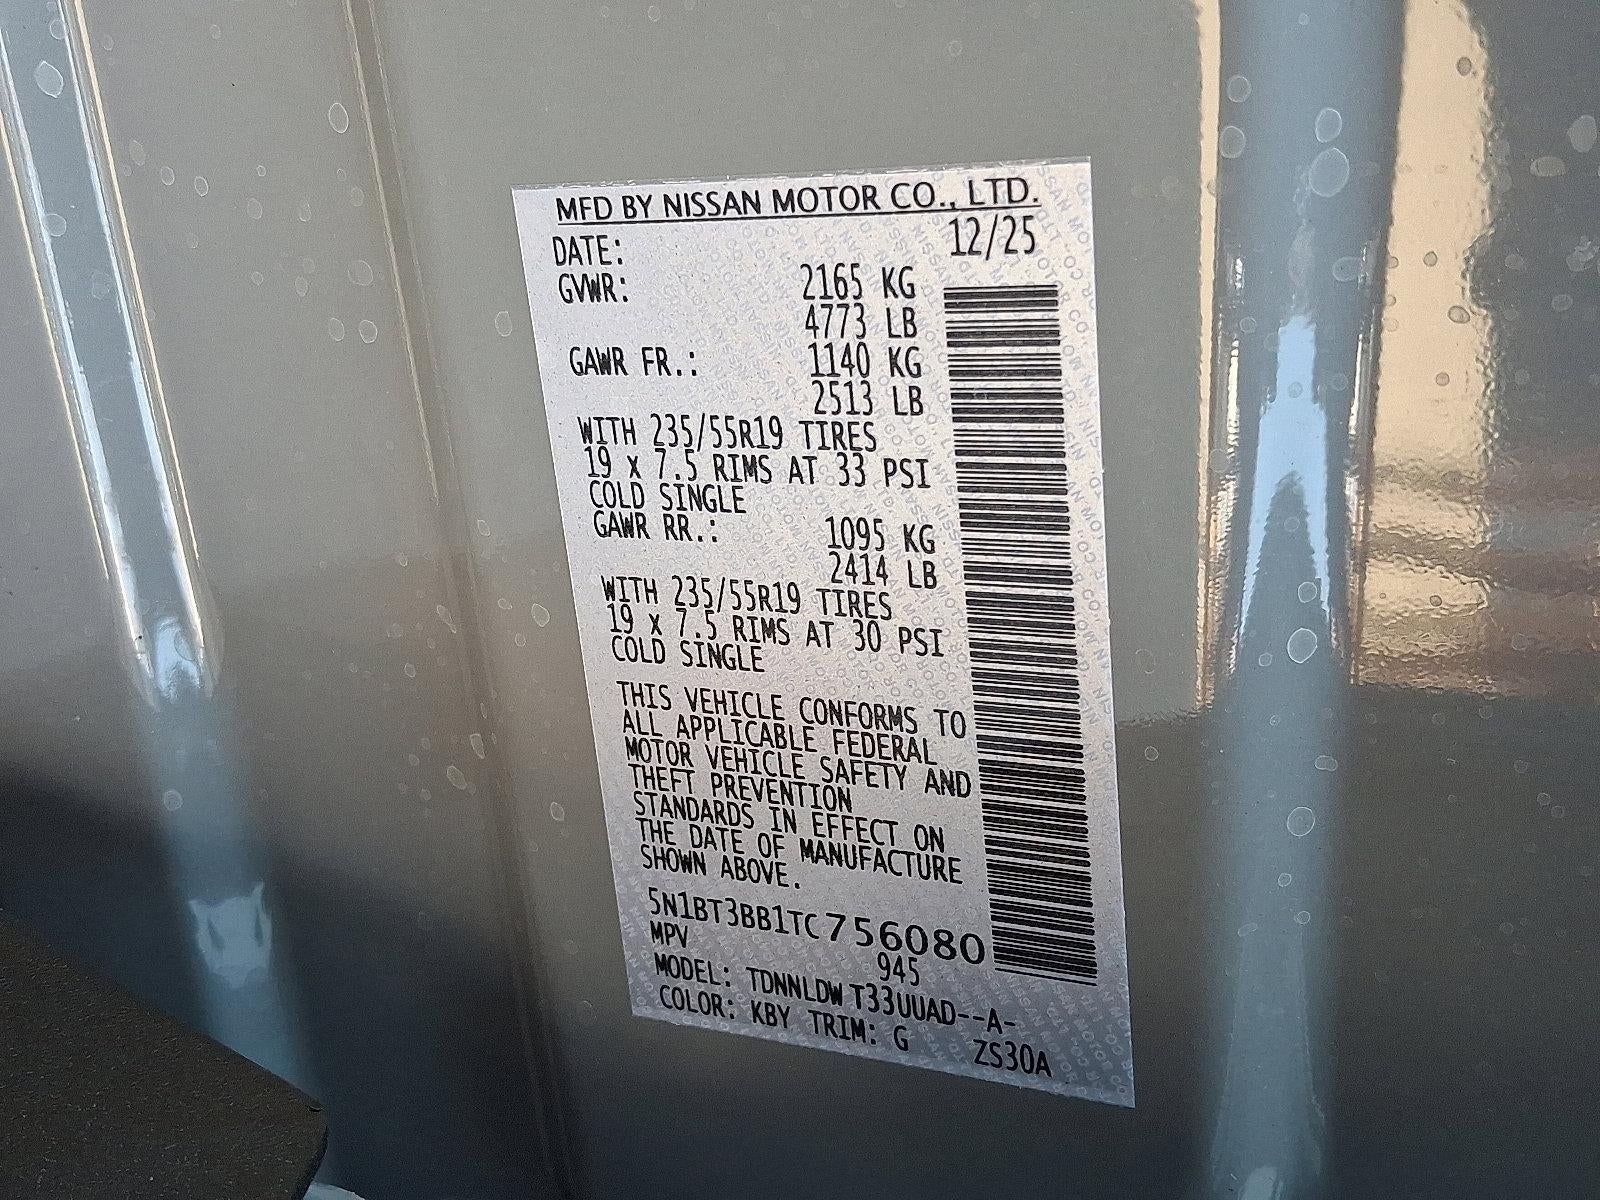 MFD BY NISSAN MOTOR CO., LTD.
DATE: 12/25
GVWR: 2165 KG
4773 LB
GAWR FR.: 1140 KG
2513 LB
WITH 235/55R19 TIRES
19 x 7.5 RIMS AT 33 PSI
COLD SINGLE
GAWR RR.: 1095 KG
2414 LB
WITH 235/55R19 TIRES
19 x 7.5 RIMS AT 30 PSI
COLD SINGLE
THIS VEHICLE CONFORMS TO
ALL APPLICABLE FEDERAL
MOTOR VEHICLE SAFETY AND
THEFT PREVENTION
STANDARDS IN EFFECT ON
THE DATE OF MANUFACTURE
SHOWN ABOVE.
5N1BT3BB1TC756080
MPV 945
MODEL: TDNNLDW T33UUAD--A-
COLOR: KBY TRIM: G ZS30A